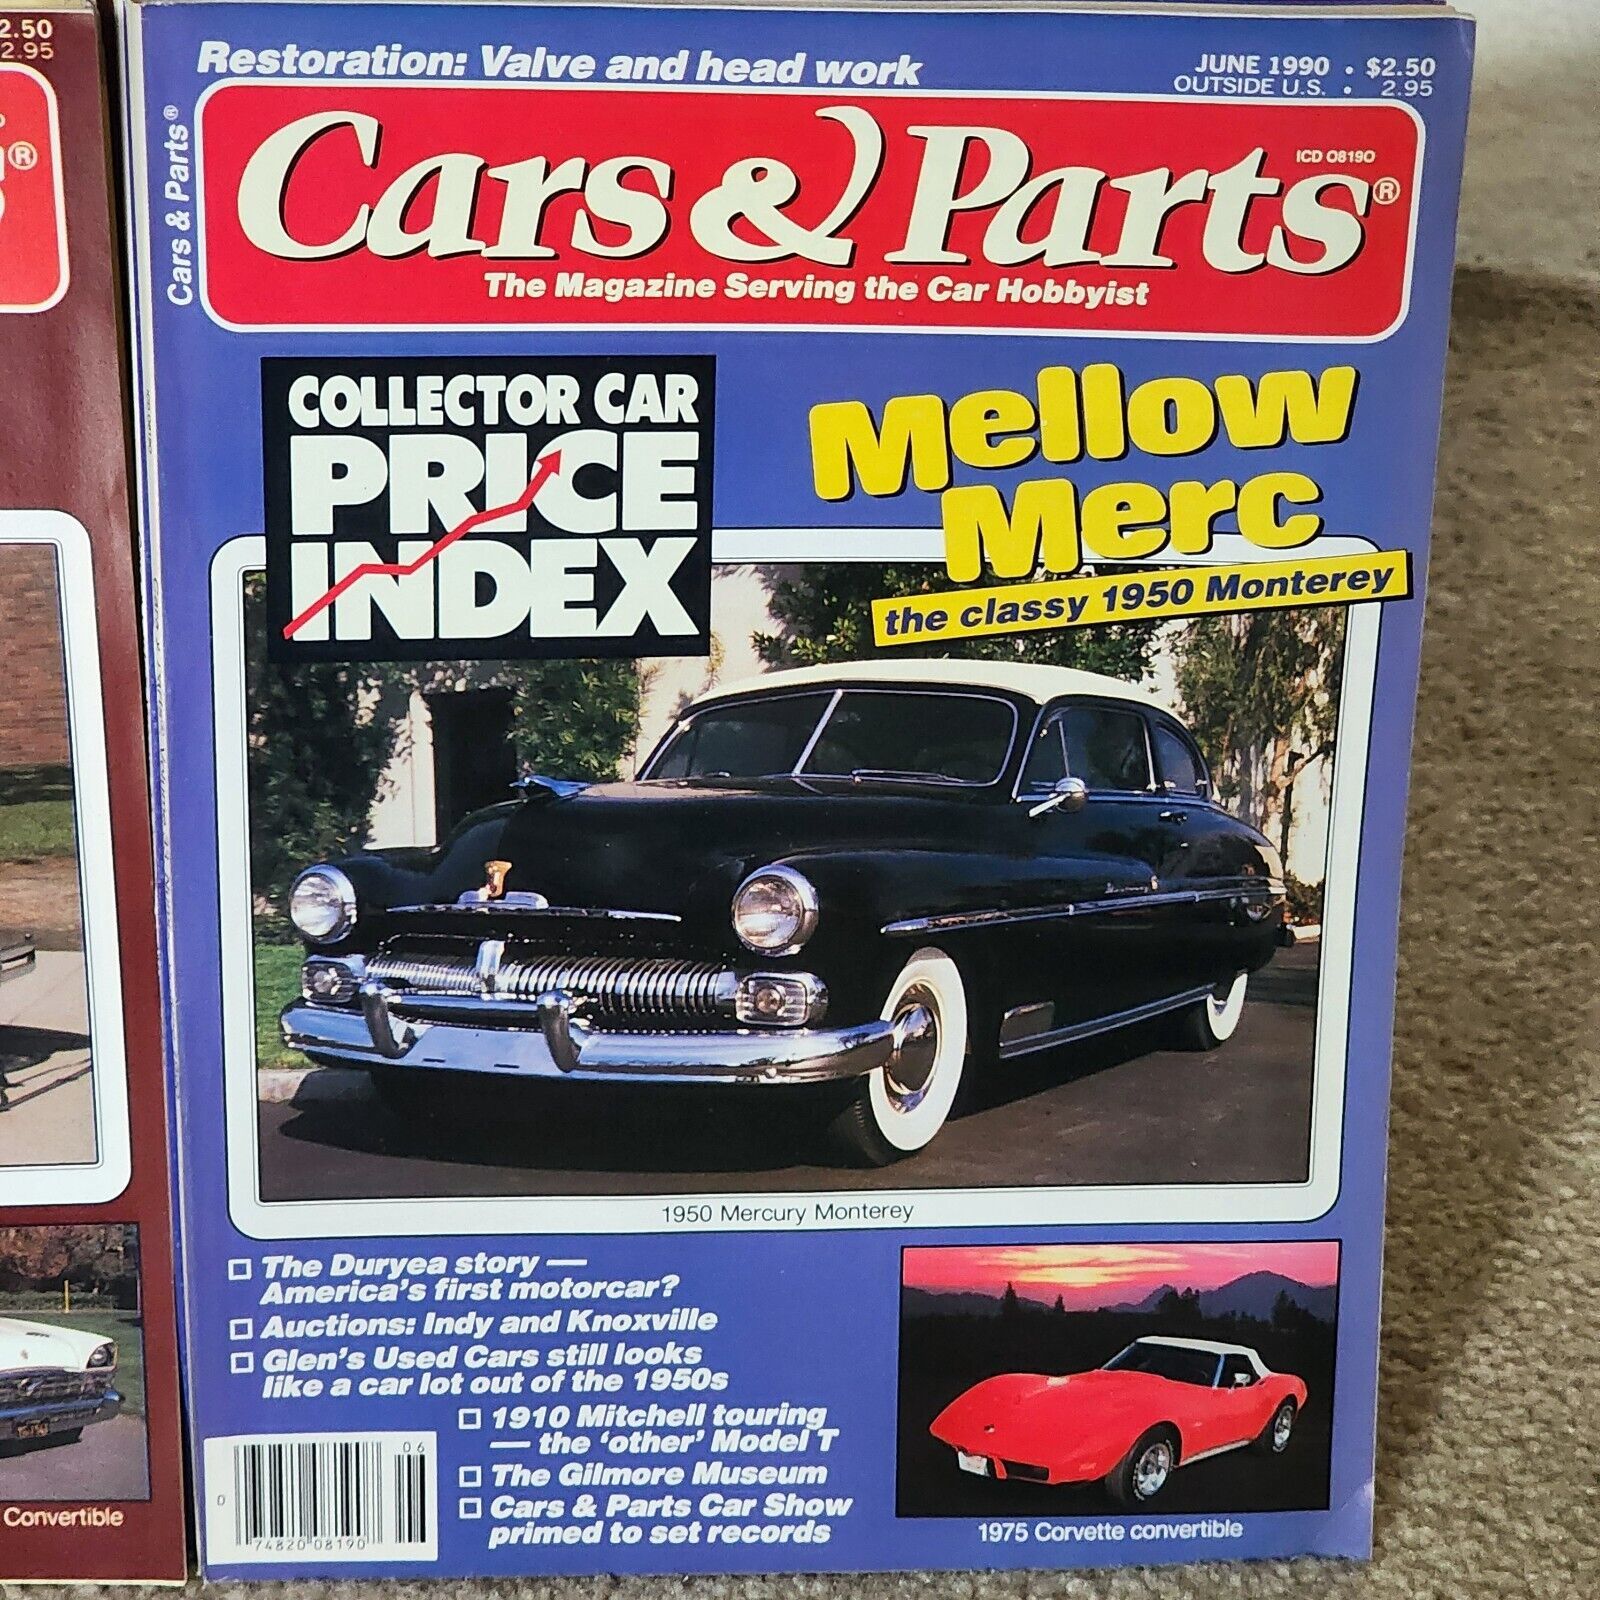 2.50
2.95
®
Convertible
Restoration: Valve and head work
JUNE 1990 • $2.50
OUTSIDE U.S. • 2.95
Cars & Parts®
ICD 08190
Cars & Parts®
The Magazine Serving the Car Hobbyist
COLLECTOR CAR
PRICE
INDEX
Mellow
Merc
the classy 1950 Monterey
1950 Mercury Monterey
The Duryea story —
America's first motorcar?
Auctions: Indy and Knoxville
Glen's Used Cars still looks
like a car lot out of the 1950s
1910 Mitchell touring
— the 'other' Model T
The Gilmore Museum
Cars & Parts Car Show
primed to set records
1975 Corvette convertible
06
0
74820 08190